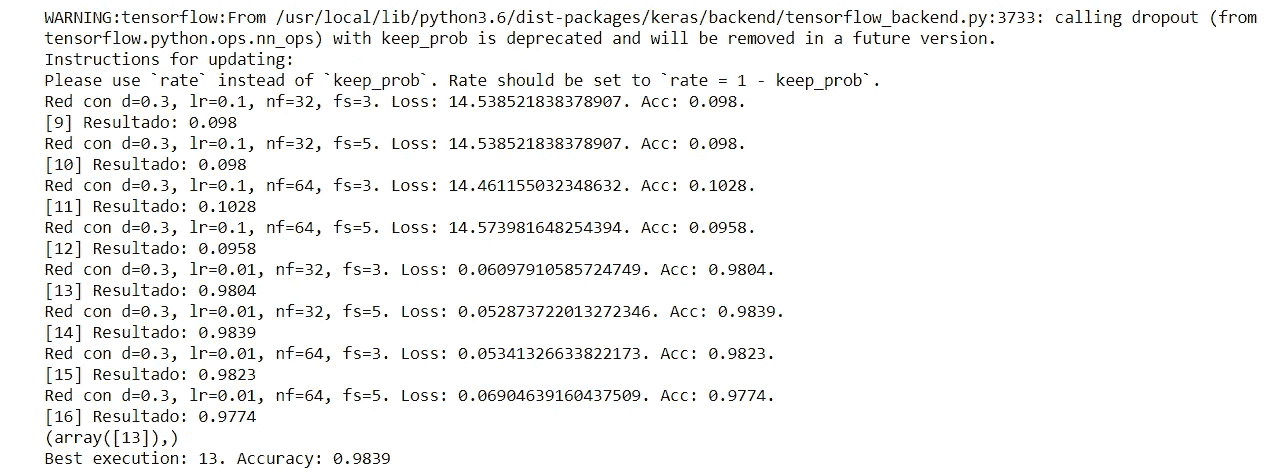 WARNING:tensorflow:From /usr/local/lib/python3.6/dist-packages/keras/backend/tensorflow_backend.py:3733: calling dropout (from
tensorflow.python.ops.nn_ops) with keep_prob is deprecated and will be removed in a future version.
Instructions for updating:
Please use `rate` instead of `keep_prob`. Rate should be set to `rate = 1 - keep_prob`.
Red con d=0.3, lr=0.1, nf=32, fs=3. Loss: 14.538521838378907. Acc: 0.098.
[9] Resultado: 0.098
Red con d=0.3, lr=0.1, nf=32, fs=5. Loss: 14.538521838378907. Acc: 0.098.
[10] Resultado: 0.098
Red con d=0.3, lr=0.1, nf=64, fs=3. Loss: 14.461155032348632. Acc: 0.1028.
[11] Resultado: 0.1028
Red con d=0.3, lr=0.1, nf=64, fs=5. Loss: 14.573981648254394. Acc: 0.0958.
[12] Resultado: 0.0958
Red con d=0.3, lr=0.01, nf=32, fs=3. Loss: 0.06097910585724749. Acc: 0.9804.
[13] Resultado: 0.9804
Red con d=0.3, lr=0.01, nf=32, fs=5. Loss: 0.052873722013272346. Acc: 0.9839.
[14] Resultado: 0.9839
Red con d=0.3, lr=0.01, nf=64, fs=3. Loss: 0.05341326633822173. Acc: 0.9823.
[15] Resultado: 0.9823
Red con d=0.3, lr=0.01, nf=64, fs=5. Loss: 0.06904639160437509. Acc: 0.9774.
[16] Resultado: 0.9774
(array([13]),)
Best execution: 13. Accuracy: 0.9839